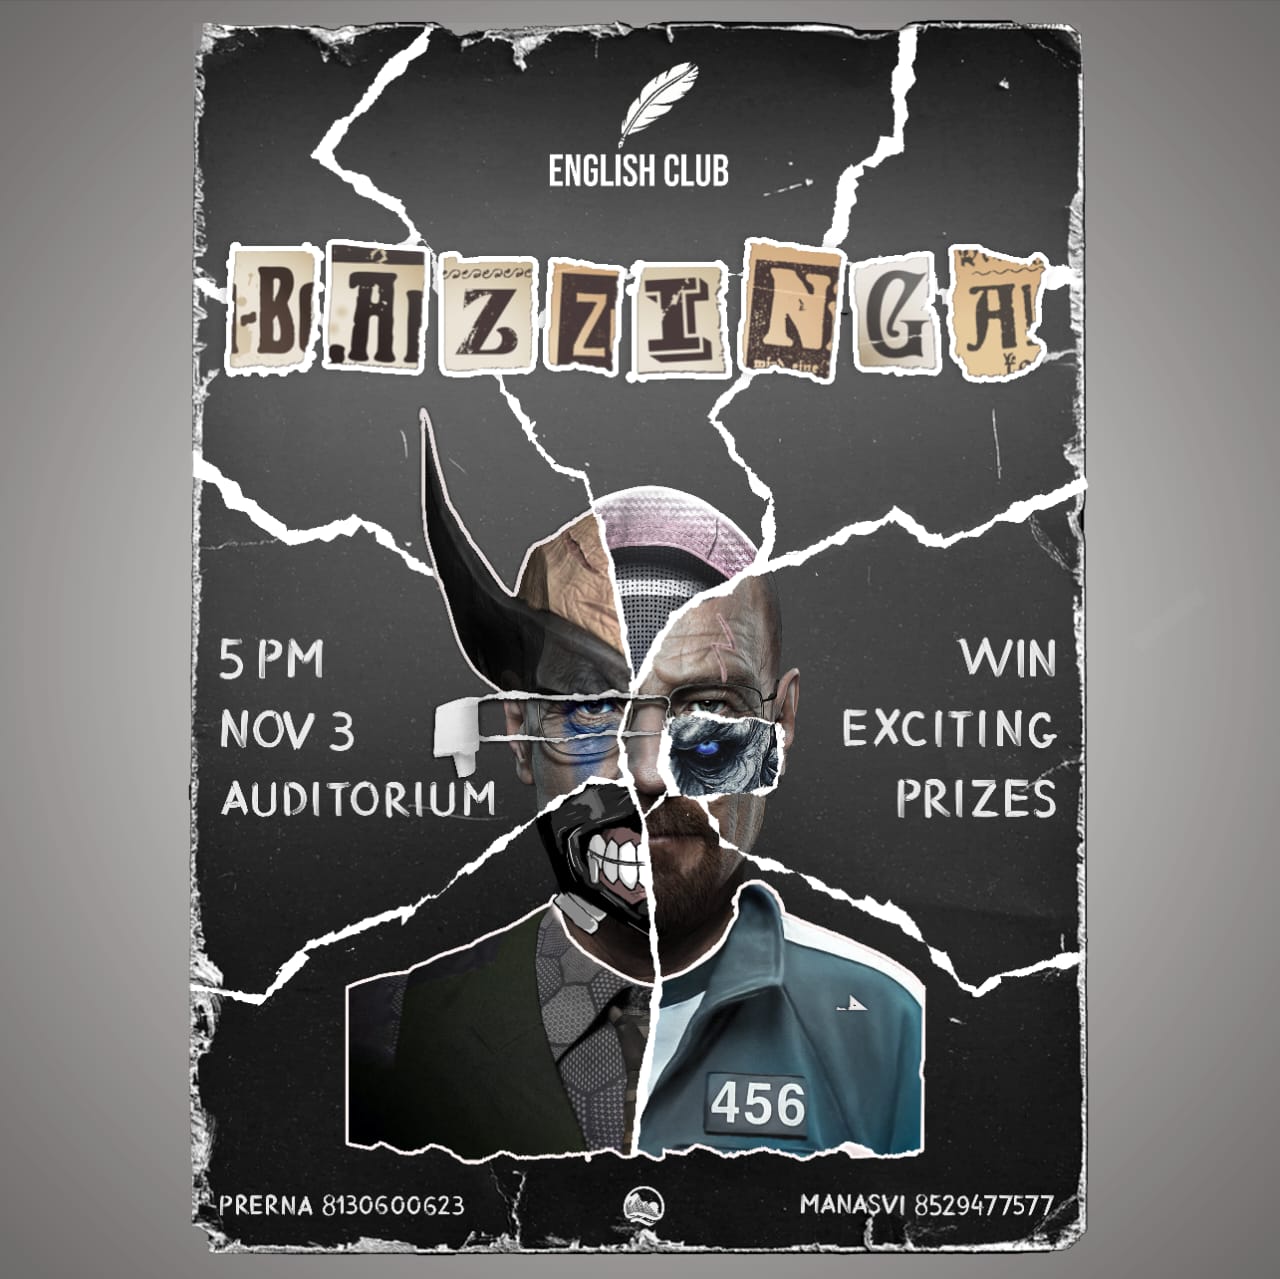 ENGLISH CLUB
BAZZINGA
5 PM
NOV 3
AUDITORIUM
WIN
EXCITING
PRIZES
456
PRERNA 8130600623
MANASVI 8529477577